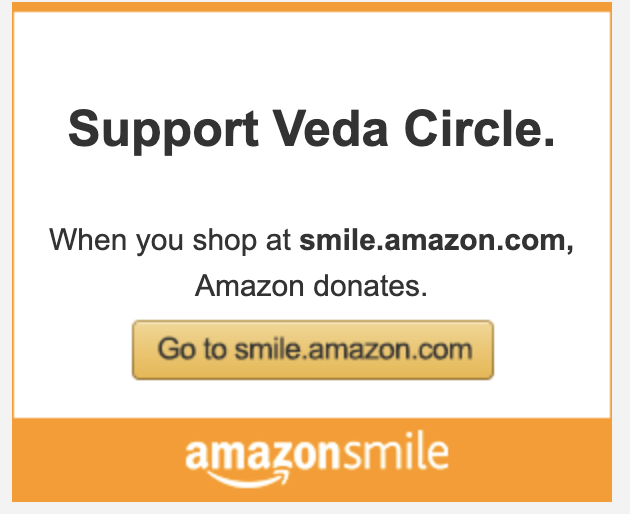 Support Veda Circle.
When you shop at smile.amazon.com,
Amazon donates.
Go to smile.amazon.com
amazonsmile